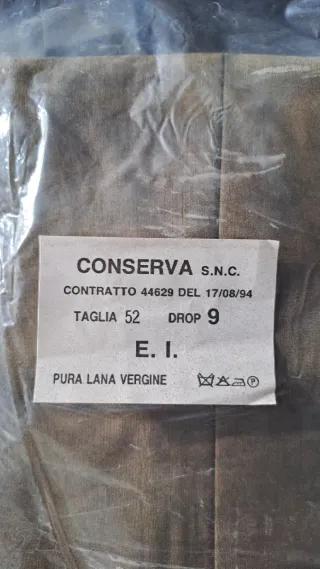 CONSERVA S.N.C.
CONTRATTO 44629 DEL 17/08/94
TAGLIA 52 DROP 9
E. I.
PURA LANA VERGINE P